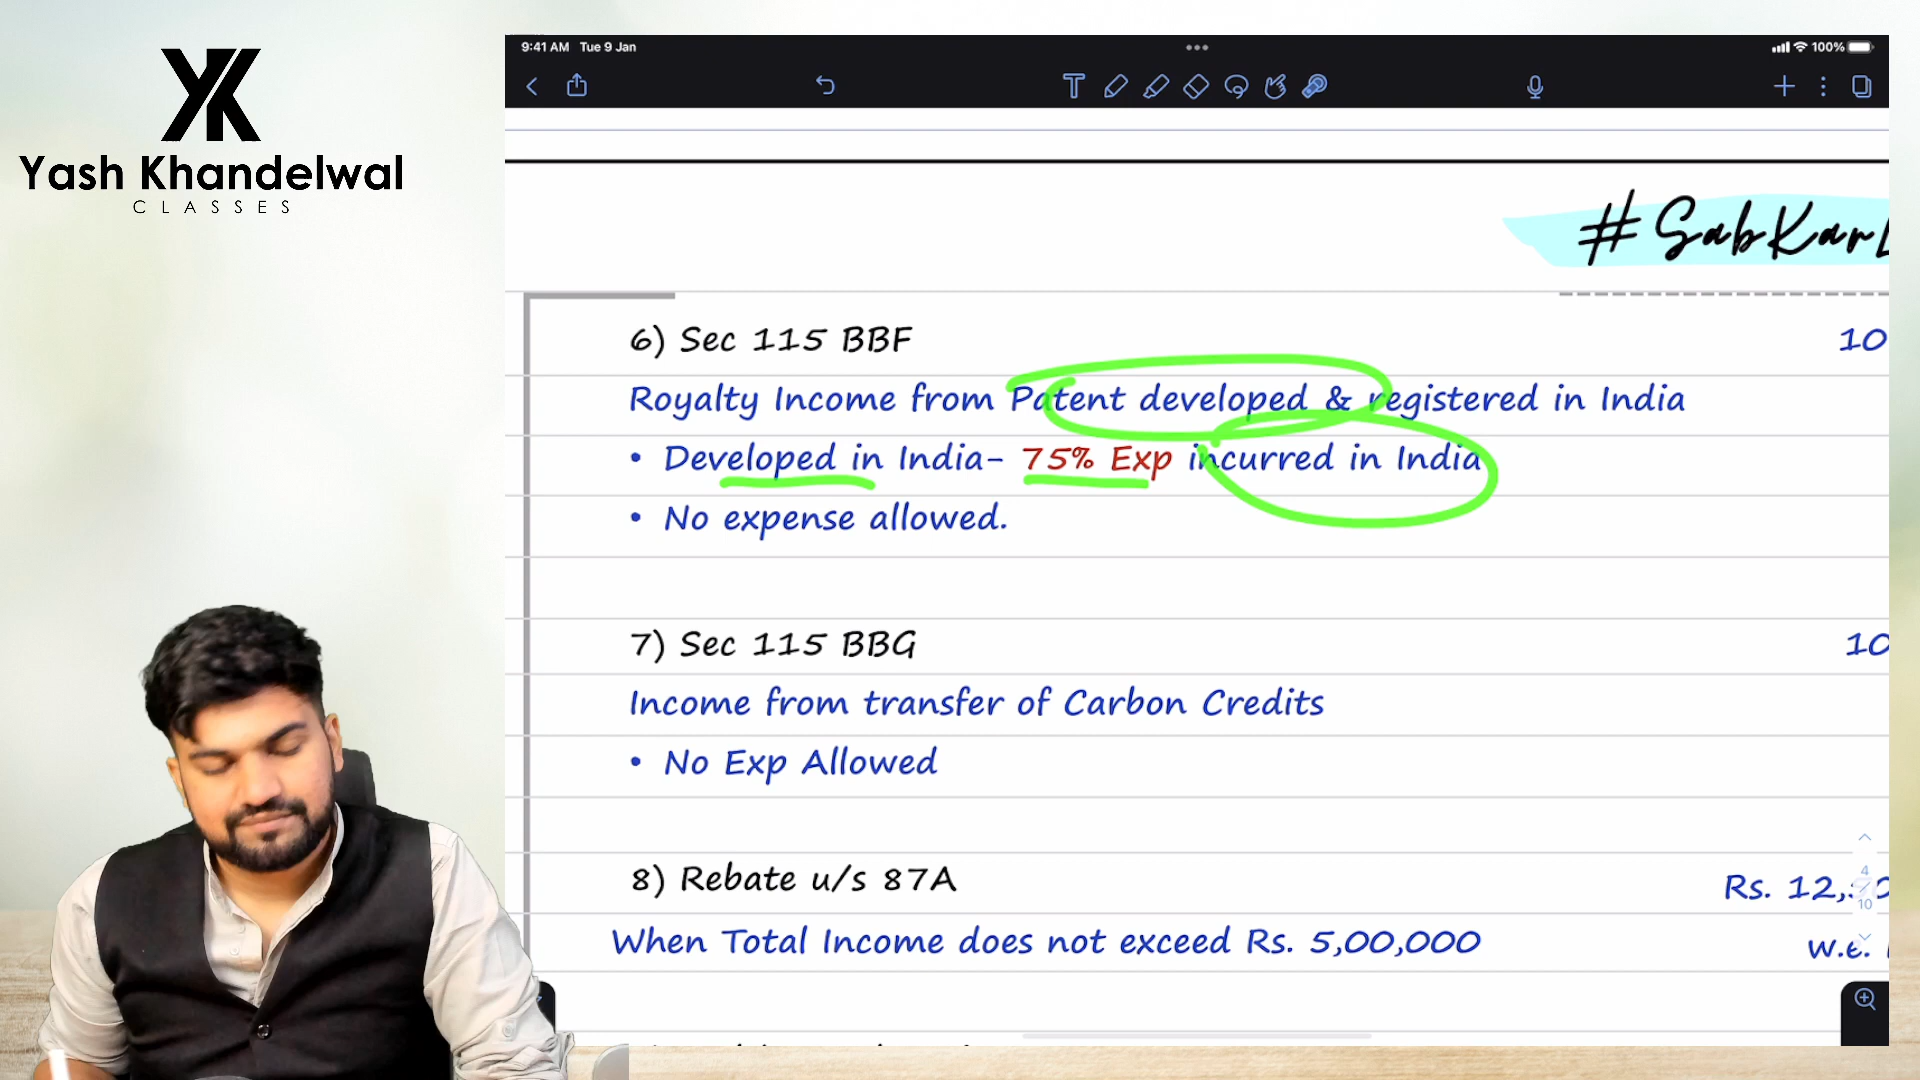 Yash Khandelwal
CLASSES
9:41 AM Tue 9 Jan
100%
6) Sec 115 BBF
10
Royalty Income from Patent developed & registered in India
• Developed in India- 75% Exp incurred in India
• No expense allowed.
7) Sec 115 BBG
10
Income from transfer of Carbon Credits
• No Exp Allowed
8) Rebate u/s 87A
Rs.
4
10
When Total Income does not exceed Rs. 5,00,000
w.e.